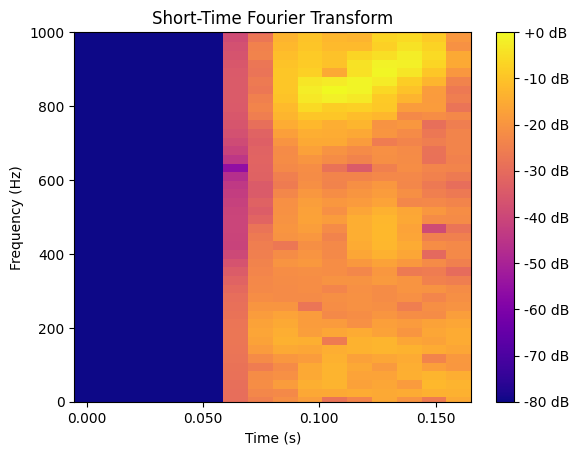 Short-Time Fourier Transform
1000
800
600
400
200
0
Frequency (Hz)
0.000
0.050
0.100
0.150
Time (s)
+0 dB
-10 dB
-20 dB
-30 dB
-40 dB
-50 dB
-60 dB
-70 dB
-80 dB